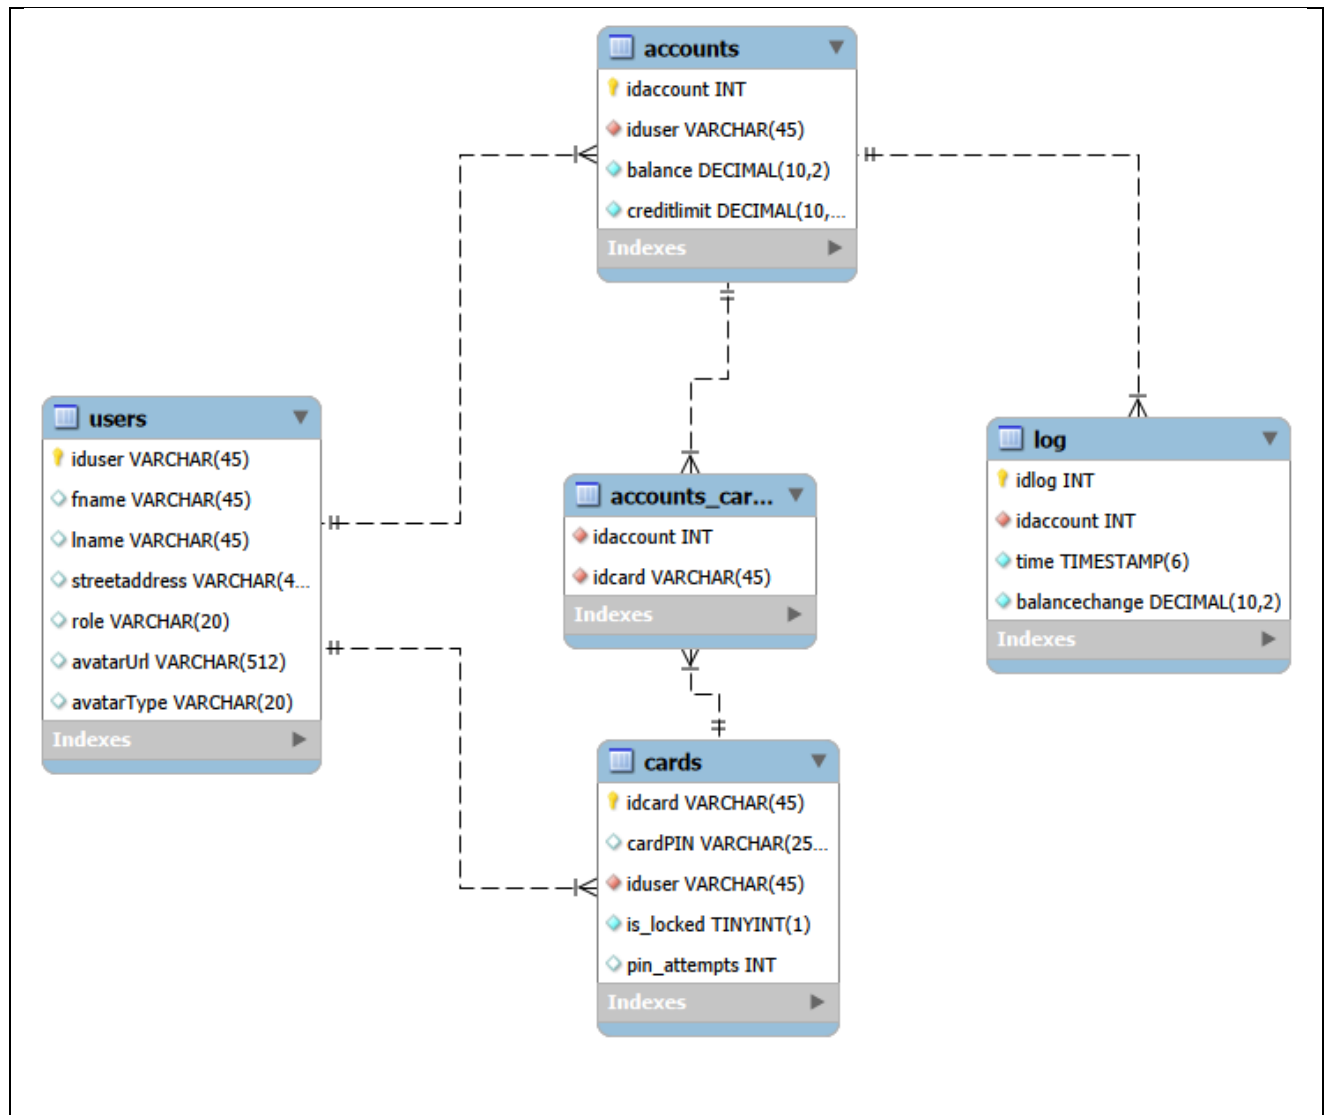 accounts
idaccount INT
iduser VARCHAR(45)
balance DECIMAL(10,2)
creditlimit DECIMAL(10,...
Indexes
users
iduser VARCHAR(45)
fname VARCHAR(45)
lname VARCHAR(45)
streetaddress VARCHAR(4...
role VARCHAR(20)
avatarUrl VARCHAR(512)
avatarType VARCHAR(20)
Indexes
accounts_car...
idaccount INT
idcard VARCHAR(45)
Indexes
log
idlog INT
idaccount INT
time TIMESTAMP(6)
balancechange DECIMAL(10,2)
Indexes
cards
idcard VARCHAR(45)
cardPIN VARCHAR(25...
iduser VARCHAR(45)
is_locked TINYINT(1)
pin_attempts INT
Indexes